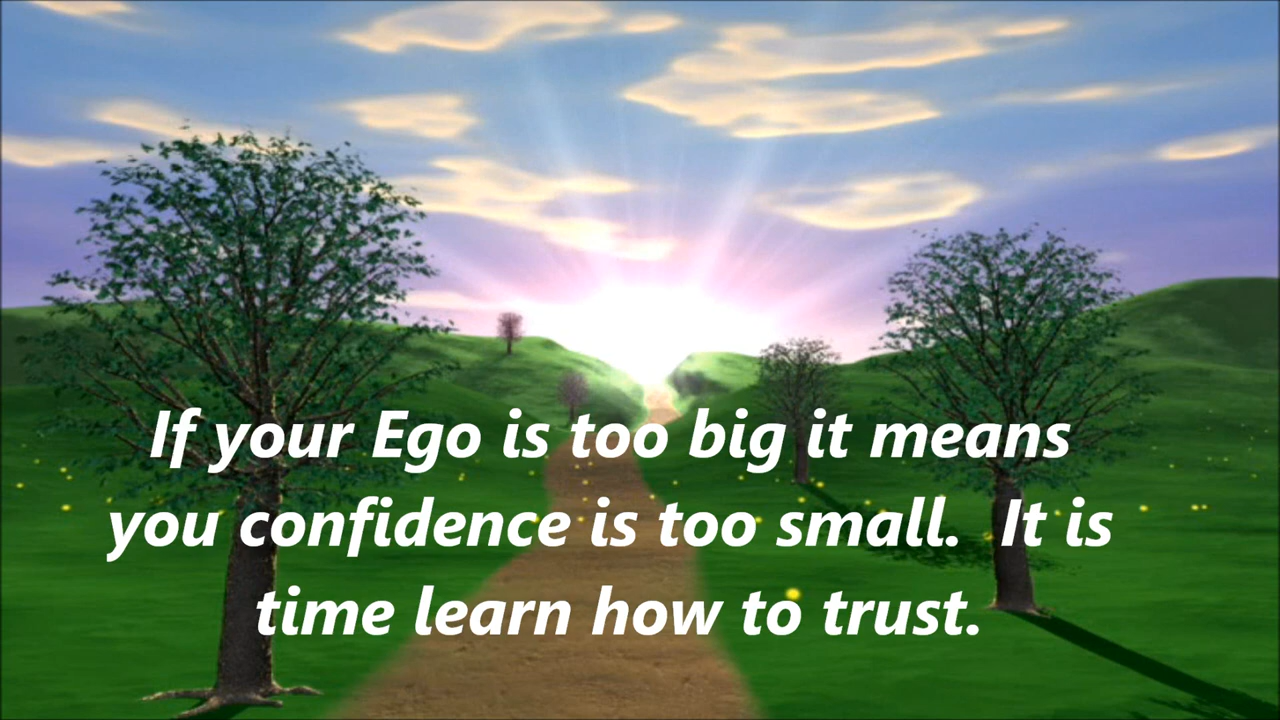 If your Ego is too big it means
you confidence is too small.  It is
time learn how to trust.